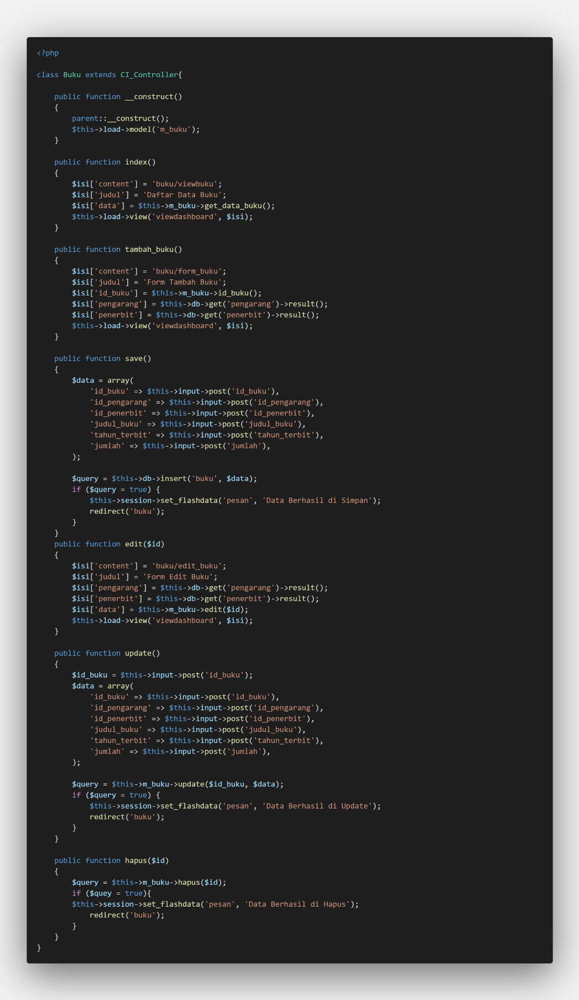 <?php
class Buku extends CI_Controller{
    public function __construct()
    {
        parent::__construct();
        $this->load->model('m_buku');
    }
    public function index()
    {
        $isi['content'] = 'buku/viewbuku';
        $isi['judul'] = 'Daftar Data Buku';
        $isi['data'] = $this->m_buku->get_data_buku();
        $this->load->view('viewdashboard', $isi);
    }
    public function tambah_buku()
    {
        $isi['content'] = 'buku/form_buku';
        $isi['judul'] = 'Form Tambah Buku';
        $isi['id_buku'] = $this->m_buku->id_buku();
        $isi['pengarang'] = $this->db->get('pengarang')->result();
        $isi['penerbit'] = $this->db->get('penerbit')->result();
        $this->load->view('viewdashboard', $isi);
    }
    public function save()
    {
        $data = array(
            'id_buku' => $this->input->post('id_buku'),
            'id_pengarang' => $this->input->post('id_pengarang'),
            'id_penerbit' => $this->input->post('id_penerbit'),
            'judul_buku' => $this->input->post('judul_buku'),
            'tahun_terbit' => $this->input->post('tahun_terbit'),
            'jumlah' => $this->input->post('jumlah'),
        );
        $query = $this->db->insert('buku', $data);
        if ($query = true) {
            $this->session->set_flashdata('pesan', 'Data Berhasil di Simpan');
            redirect('buku');
        }
    }
    public function edit($id)
    {
        $isi['content'] = 'buku/edit_buku';
        $isi['judul'] = 'Form Edit Buku';
        $isi['pengarang'] = $this->db->get('pengarang')->result();
        $isi['penerbit'] = $this->db->get('penerbit')->result();
        $isi['data'] = $this->m_buku->edit($id);
        $this->load->view('viewdashboard', $isi);
    }
    public function update()
    {
        $id_buku = $this->input->post('id_buku');
        $data = array(
            'id_buku' => $this->input->post('id_buku'),
            'id_pengarang' => $this->input->post('id_pengarang'),
            'id_penerbit' => $this->input->post('id_penerbit'),
            'judul_buku' => $this->input->post('judul_buku'),
            'tahun_terbit' => $this->input->post('tahun_terbit'),
            'jumlah' => $this->input->post('jumlah'),
        );
        $query = $this->m_buku->update($id_buku, $data);
        if ($query = true) {
            $this->session->set_flashdata('pesan', 'Data Berhasil di Update');
            redirect('buku');
        }
    }
    public function hapus($id)
    {
        $query = $this->m_buku->hapus($id);
        if ($quey = true){
        $this->session->set_flashdata('pesan', 'Data Berhasil di Hapus');
            redirect('buku');
        }
    }
}